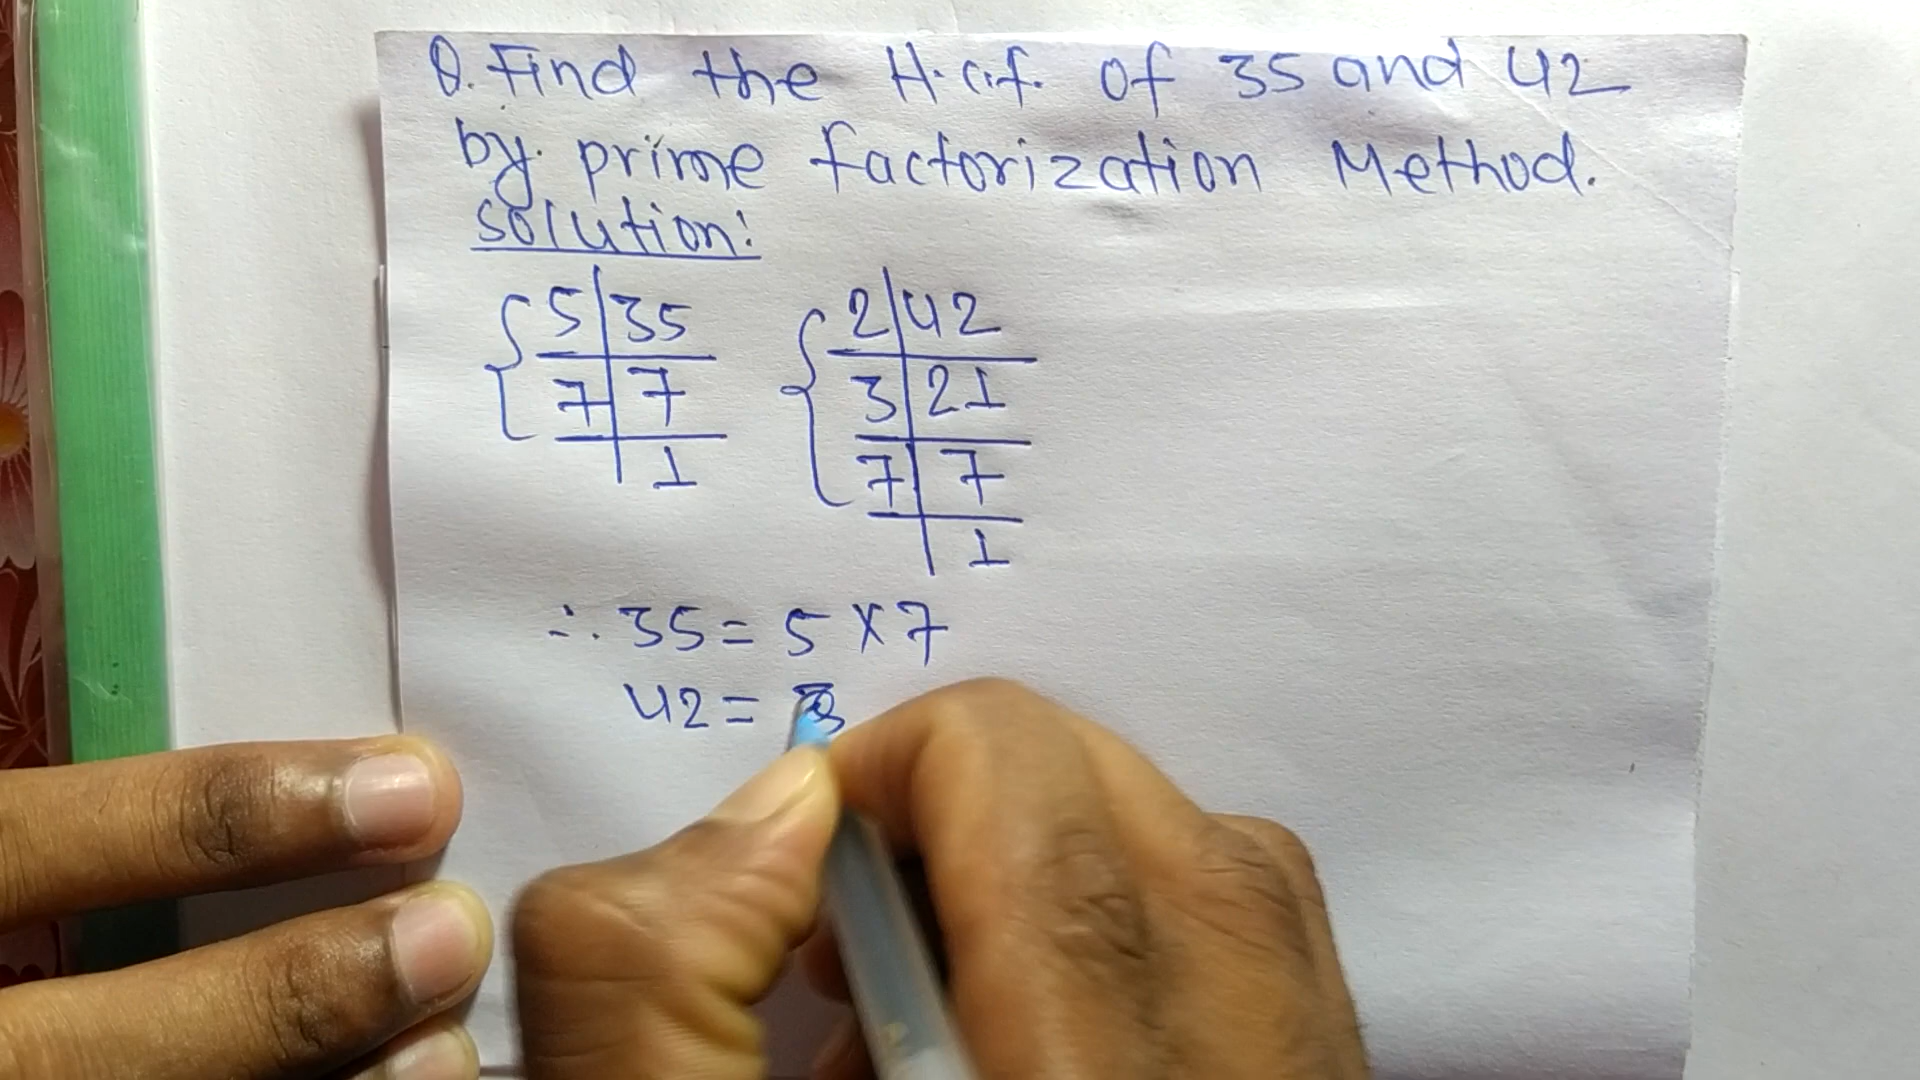 Q. Find the H.c.f. of 35 and 42
by prime factorization Method.
Solution:
5 35
7 7
1
2 42
3 21
7 7
1
∴ 35 = 5 × 7
42 =